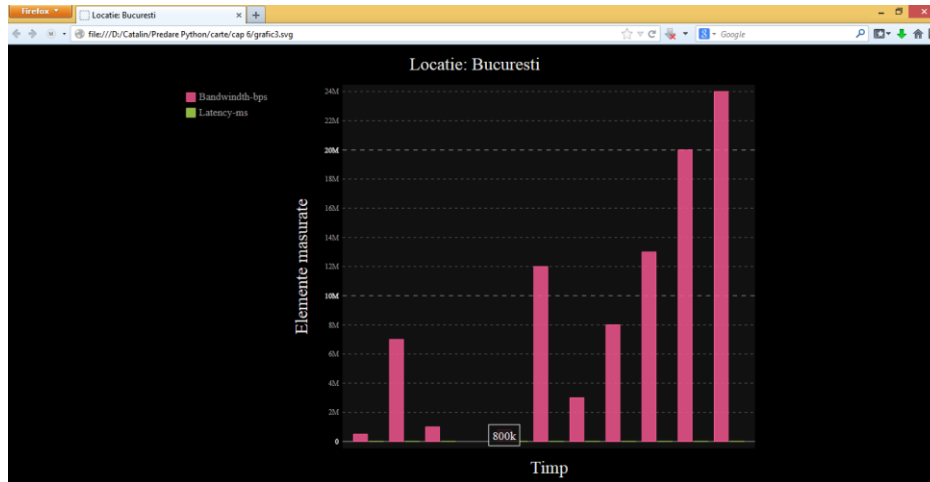 Firefox
Locatie: Bucuresti
file:///D:/Catalin/Predare Python/carte/cap 6/grafic3.svg
Google
Locatie: Bucuresti
Bandwindth-bps
Latency-ms
Elemente masurate
24M
22M
20M
18M
16M
14M
12M
10M
8M
6M
4M
2M
0
800k
Timp